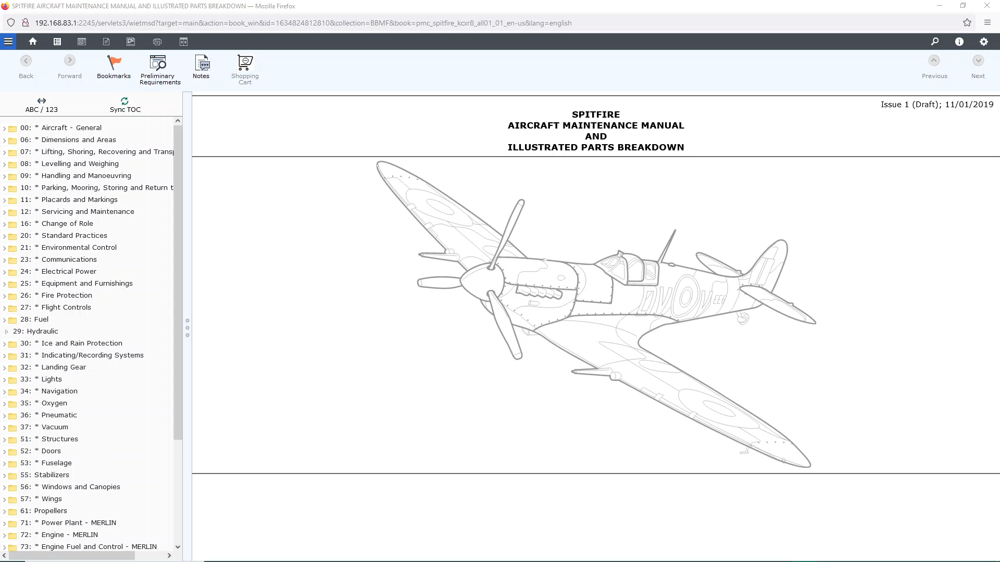 SPITFIRE AIRCRAFT MAINTENANCE MANUAL AND ILLUSTRATED PARTS BREAKDOWN — Mozilla Firefox
192.168.83.1:2245/servlets3/wietmsd?target=main&action=book_win&id=1634824812810&collection=BBMF&book=pmc_spitfire_kcxr8_all01_01_en-us&lang=english
Back
Forward
Bookmarks
Preliminary
Requirements
Notes
Shopping
Cart
Previous
Next
ABC / 123
Sync TOC
00: * Aircraft - General
06: * Dimensions and Areas
07: * Lifting, Shoring, Recovering and Transp
08: * Levelling and Weighing
09: * Handling and Manoeuvring
10: * Parking, Mooring, Storing and Return t
11: * Placards and Markings
12: * Servicing and Maintenance
16: * Change of Role
20: * Standard Practices
21: * Environmental Control
23: * Communications
24: * Electrical Power
25: * Equipment and Furnishings
26: * Fire Protection
27: * Flight Controls
28: Fuel
29: Hydraulic
30: * Ice and Rain Protection
31: * Indicating/Recording Systems
32: * Landing Gear
33: * Lights
34: * Navigation
35: * Oxygen
36: * Pneumatic
37: * Vacuum
51: * Structures
52: * Doors
53: * Fuselage
55: Stabilizers
56: * Windows and Canopies
57: * Wings
61: Propellers
71: * Power Plant - MERLIN
72: * Engine - MERLIN
73: * Engine Fuel and Control - MERLIN
Issue 1 (Draft); 11/01/2019
SPITFIRE
AIRCRAFT MAINTENANCE MANUAL
AND
ILLUSTRATED PARTS BREAKDOWN